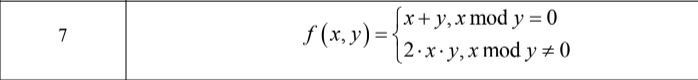 7
f(x, y) = { x + y, x mod y = 0
2 · x · y, x mod y ≠ 0